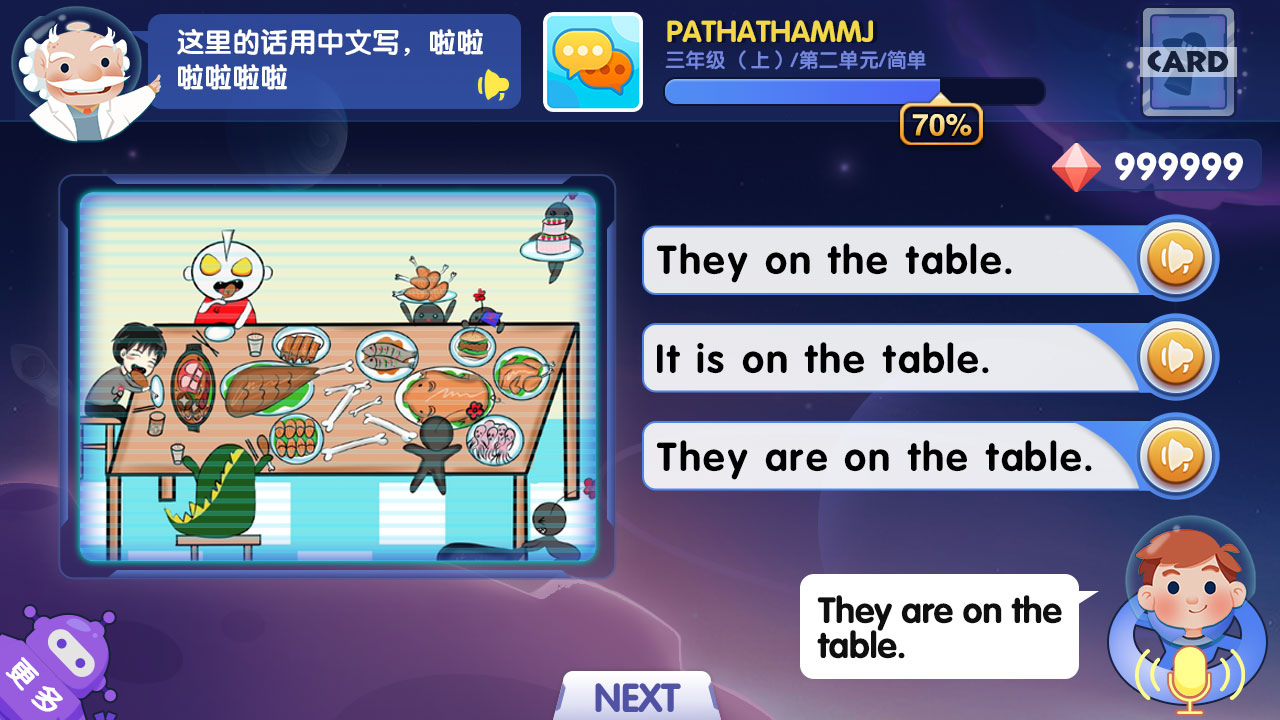 这里的话用中文写，啦啦
啦啦啦啦
PATHATHAMMJ
三年级（上）/第二单元/简单
70%
CARD
999999
They on the table.
It is on the table.
They are on the table.
They are on the
table.
更多
NEXT